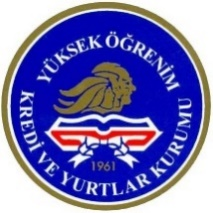 YÜKSEK ÖĞRENİM
KREDİ VE YURTLAR KURUMU
1961